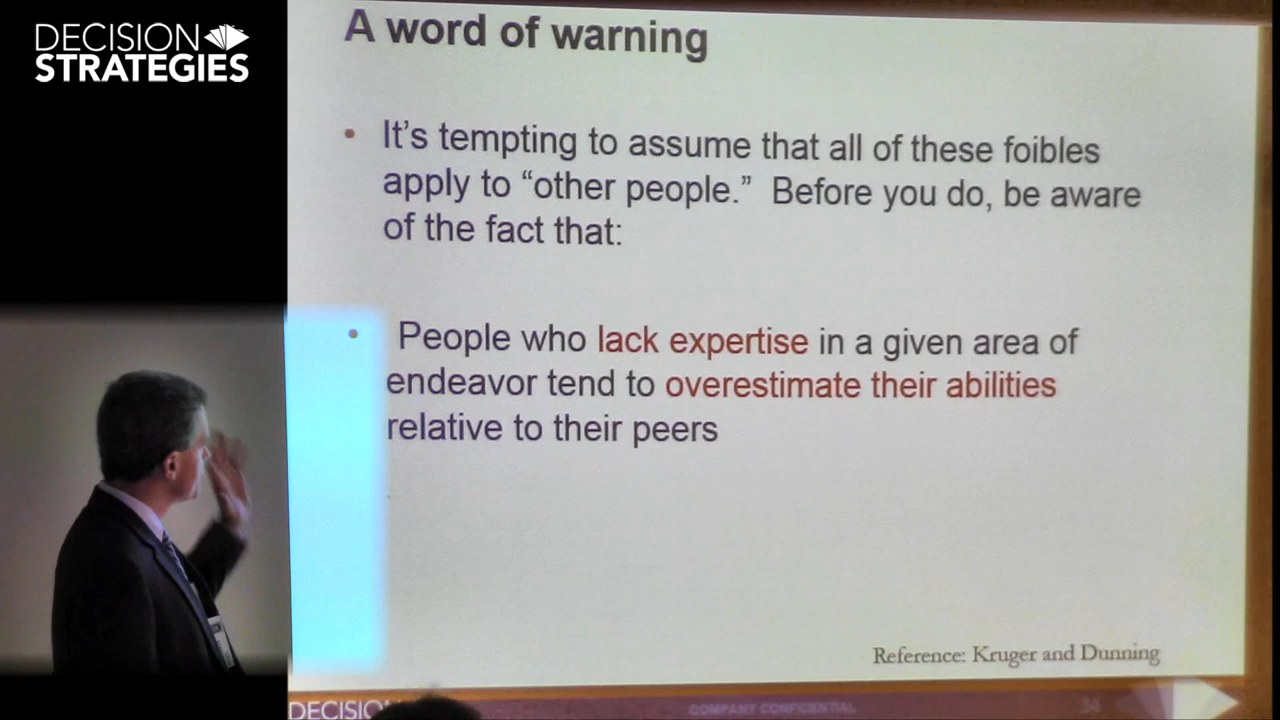 DECISION
STRATEGIES
A word of warning
• It's tempting to assume that all of these foibles
apply to “other people.” Before you do, be aware
of the fact that:
• People who lack expertise in a given area of
endeavor tend to overestimate their abilities
relative to their peers
Reference: Kruger and Dunning
COMPANY CONFIDENTIAL
34